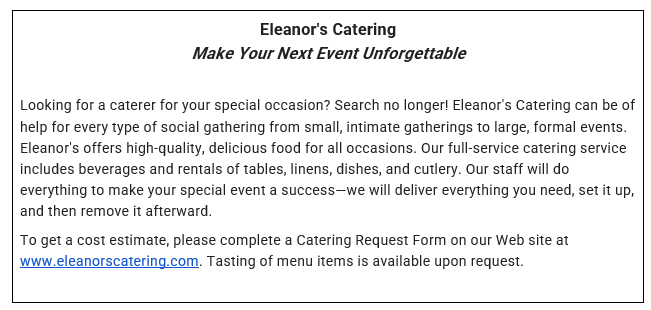 Eleanor's Catering
Make Your Next Event Unforgettable
Looking for a caterer for your special occasion? Search no longer! Eleanor's Catering can be of
help for every type of social gathering from small, intimate gatherings to large, formal events.
Eleanor's offers high-quality, delicious food for all occasions. Our full-service catering service
includes beverages and rentals of tables, linens, dishes, and cutlery. Our staff will do
everything to make your special event a success—we will deliver everything you need, set it up,
and then remove it afterward.
To get a cost estimate, please complete a Catering Request Form on our Web site at
www.eleanorscatering.com. Tasting of menu items is available upon request.